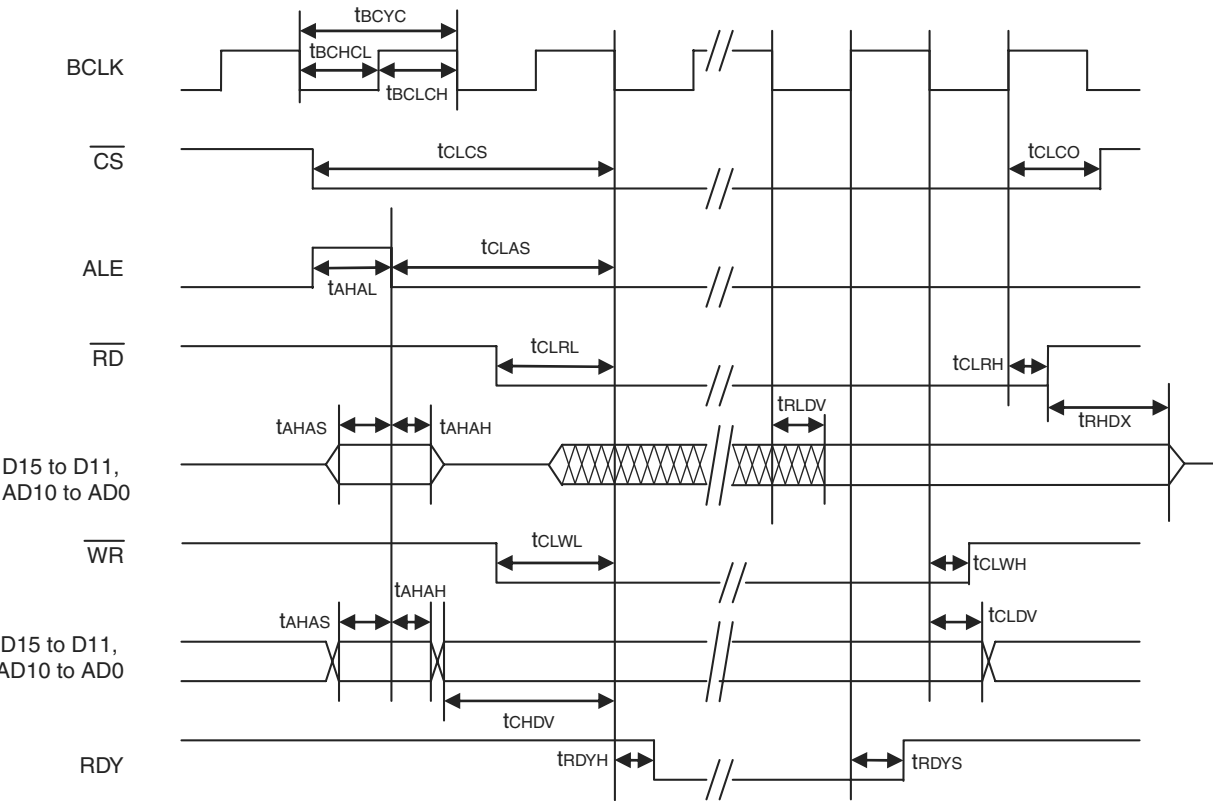 tBCYC
tBCHCL
BCLK
tBCLCH
CS
tCLCS
tCLCO
ALE
tCLAS
tAHAL
RD
tCLRL
tCLRH
tRLDV
tRHDX
tAHAS
tAHAH
D15 to D11,
AD10 to AD0
WR
tCLWL
tCLWH
tAHAH
tAHAS
tCLDV
D15 to D11,
AD10 to AD0
tCHDV
RDY
tRDYH
tRDYS